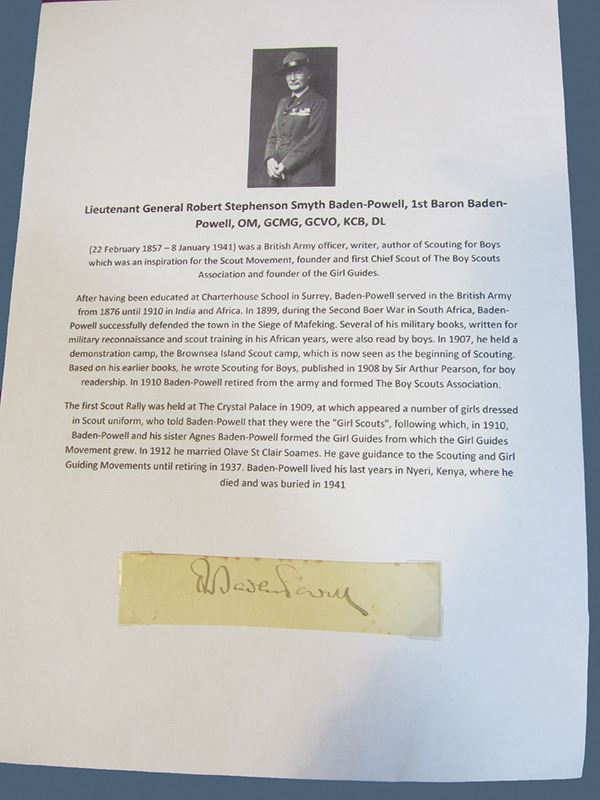 Lieutenant General Robert Stephenson Smyth Baden-Powell, 1st Baron Baden-
Powell, OM, GCMG, GCVO, KCB, DL
(22 February 1857 – 8 January 1941) was a British Army officer, writer, author of Scouting for Boys
which was an inspiration for the Scout Movement, founder and first Chief Scout of The Boy Scouts
Association and founder of the Girl Guides.
After having been educated at Charterhouse School in Surrey, Baden-Powell served in the British Army
from 1876 until 1910 in India and Africa. In 1899, during the Second Boer War in South Africa, Baden-
Powell successfully defended the town in the Siege of Mafeking. Several of his military books, written for
military reconnaissance and scout training in his African years, were also read by boys. In 1907, he held a
demonstration camp, the Brownsea Island Scout camp, which is now seen as the beginning of Scouting.
Based on his earlier books, he wrote Scouting for Boys, published in 1908 by Sir Arthur Pearson, for boy
readership. In 1910 Baden-Powell retired from the army and formed The Boy Scouts Association.
The first Scout Rally was held at The Crystal Palace in 1909, at which appeared a number of girls dressed
in Scout uniform, who told Baden-Powell that they were the "Girl Scouts", following which, in 1910,
Baden-Powell and his sister Agnes Baden-Powell formed the Girl Guides from which the Girl Guides
Movement grew. In 1912 he married Olave St Clair Soames. He gave guidance to the Scouting and Girl
Guiding Movements until retiring in 1937. Baden-Powell lived his last years in Nyeri, Kenya, where he
died and was buried in 1941
Baden Powell